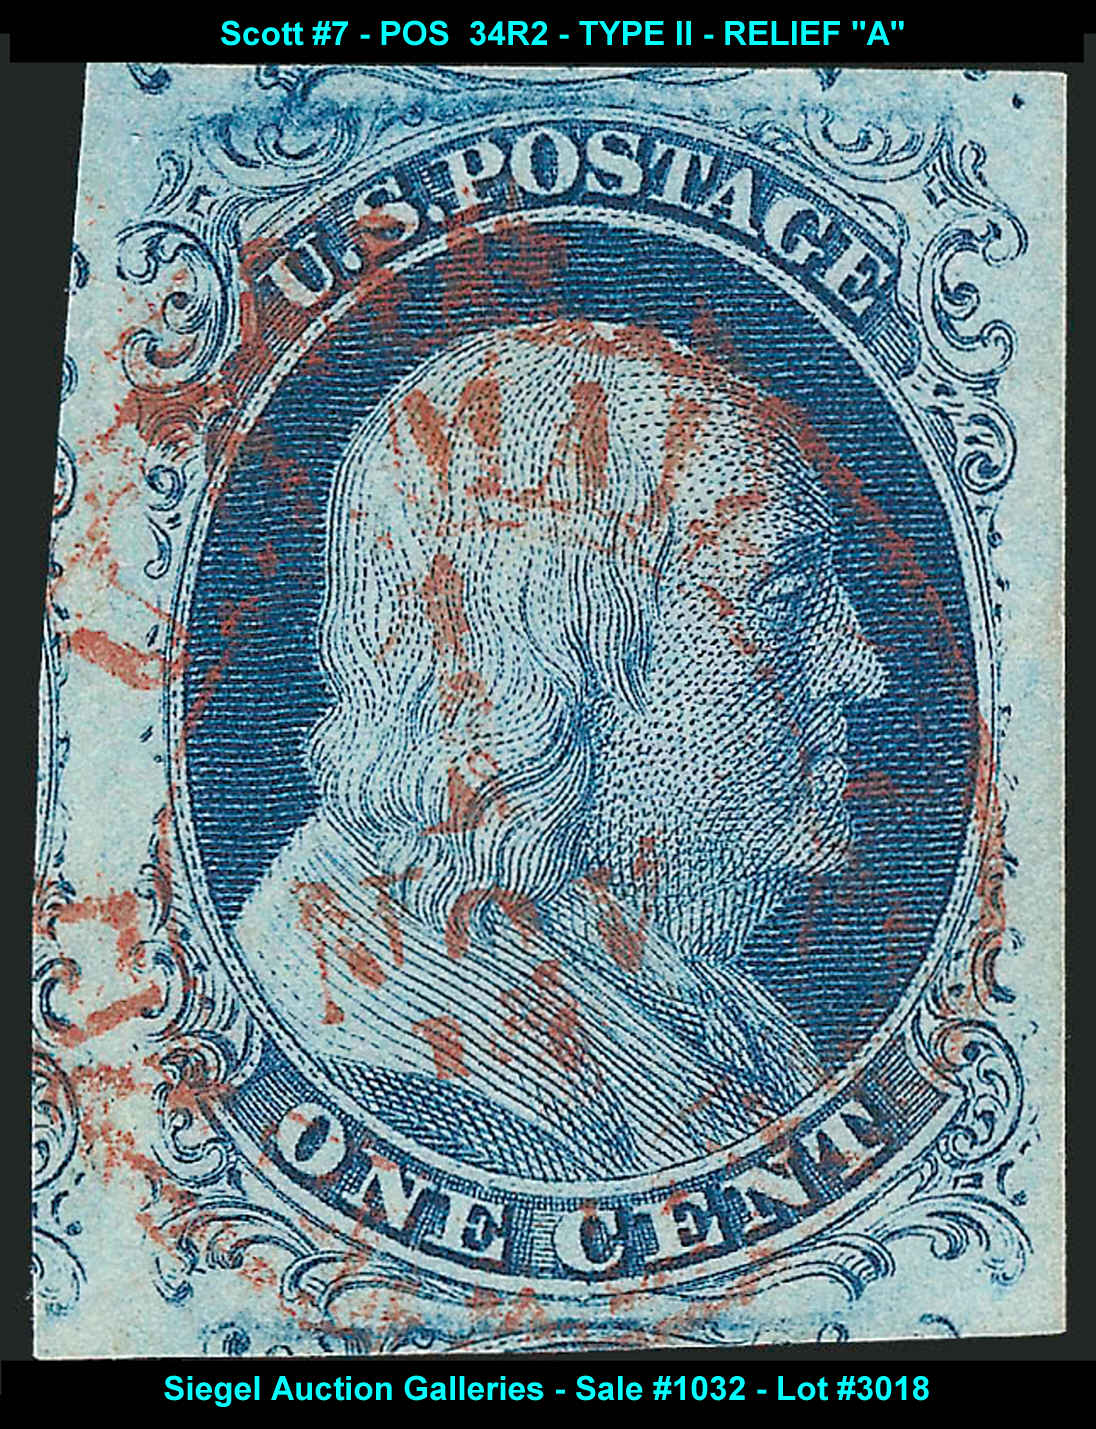 Scott #7 - POS  34R2 - TYPE II - RELIEF "A"
U.S. POSTAGE
ONE CENT
Siegel Auction Galleries - Sale #1032 - Lot #3018